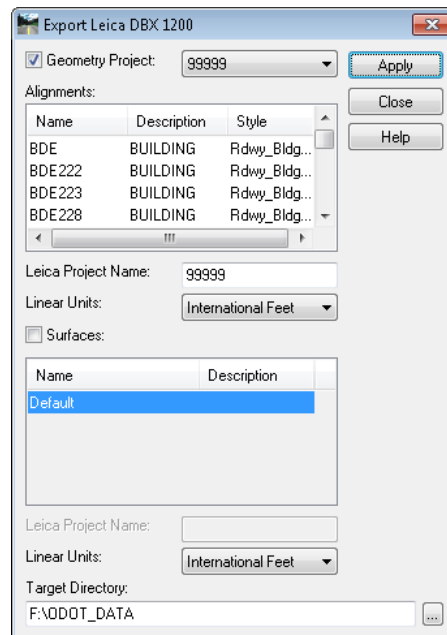 Export Leica DBX 1200
Geometry Project: 99999
Apply
Alignments:
Close
Name Description Style
Help
BDE BUILDING Rdwy_Bldg...
BDE222 BUILDING Rdwy_Bldg...
BDE223 BUILDING Rdwy_Bldg...
BDE228 BUILDING Rdwy_Bldg...
Leica Project Name: 99999
Linear Units: International Feet
Surfaces:
Name Description
Default
Leica Project Name:
Linear Units: International Feet
Target Directory:
F:\ODOT_DATA ...